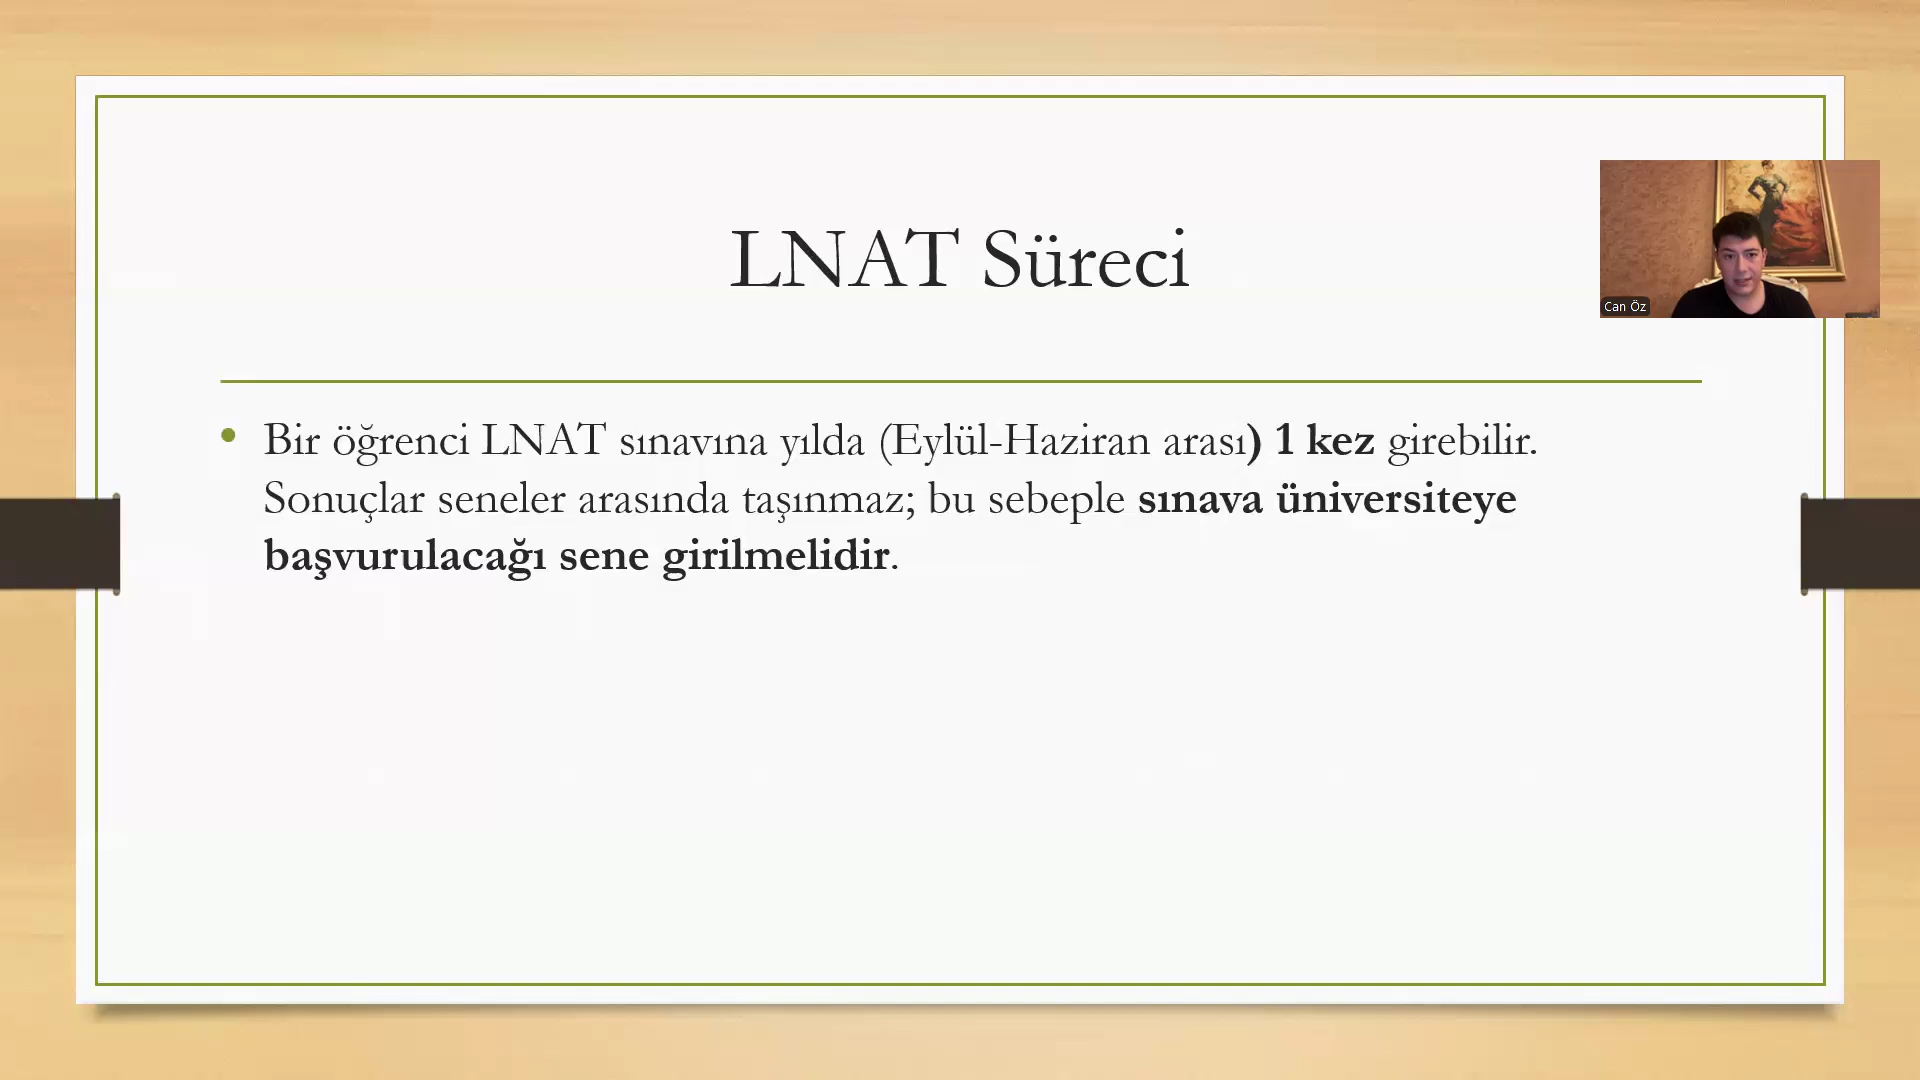 LNAT Süreci
Can Öz
• Bir öğrenci LNAT sınavına yılda (Eylül-Haziran arası) 1 kez girebilir.
Sonuçlar seneler arasında taşınmaz; bu sebeple sınava üniversiteye
başvurulacağı sene girilmelidir.